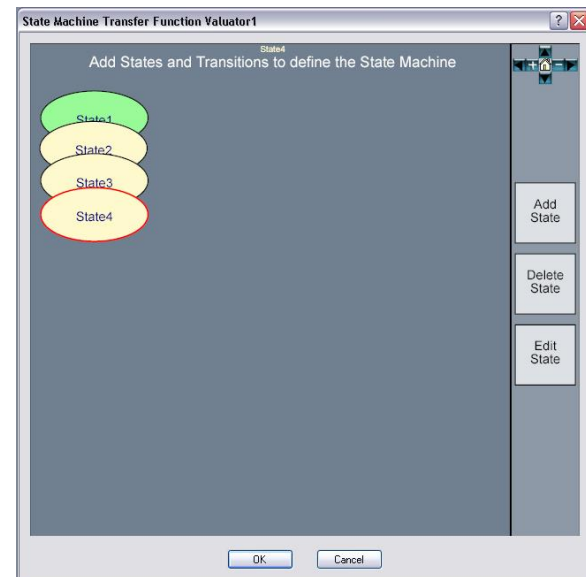 State Machine Transfer Function Valuator1
State4
Add States and Transitions to define the State Machine
State1
State2
State3
State4
Add
State
Delete
State
Edit
State
OK
Cancel